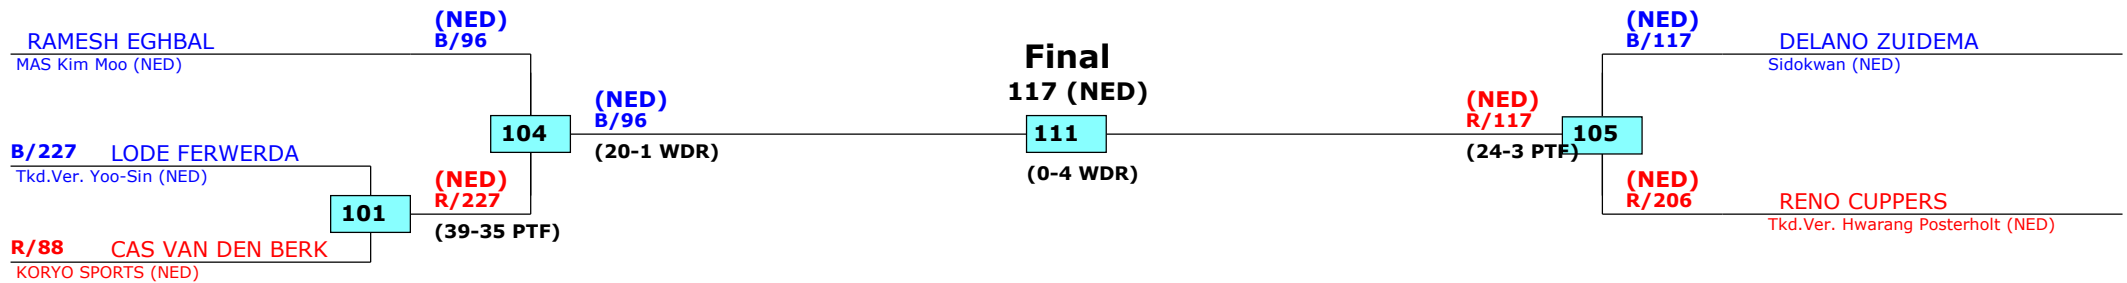 (NED)
B/96
RAMESH EGHBAL
MAS Kim Moo (NED)
B/227 LODE FERWERDA
Tkd.Ver. Yoo-Sin (NED)
R/88 CAS VAN DEN BERK
KORYO SPORTS (NED)
101
(NED)
R/227
(39-35 PTF)
104
(NED)
B/96
(20-1 WDR)
Final
117 (NED)
111
(0-4 WDR)
(NED)
R/117
(24-3 PTF)
105
(NED)
B/117
DELANO ZUIDEMA
Sidokwan (NED)
(NED)
R/206
RENO CUPPERS
Tkd.Ver. Hwarang Posterholt (NED)